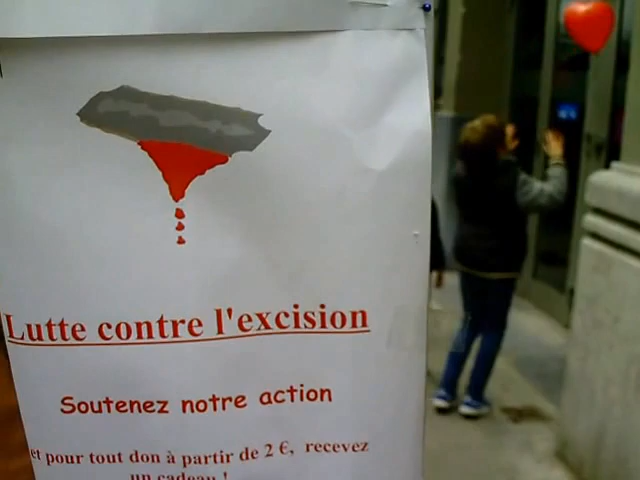 Lutte contre l'excision
Soutenez notre action
et pour tout don à partir de 2 €, recevez
un cadeau !